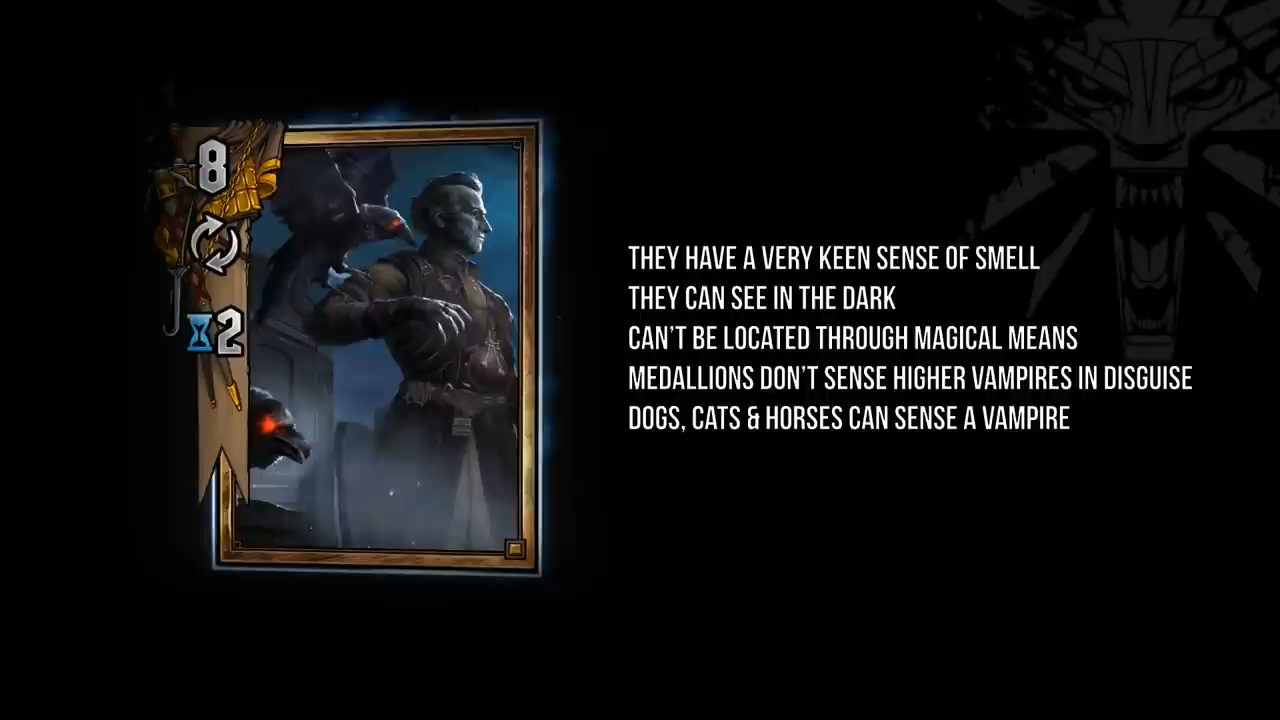 8
2
THEY HAVE A VERY KEEN SENSE OF SMELL
THEY CAN SEE IN THE DARK
CAN'T BE LOCATED THROUGH MAGICAL MEANS
MEDALLIONS DON'T SENSE HIGHER VAMPIRES IN DISGUISE
DOGS, CATS & HORSES CAN SENSE A VAMPIRE